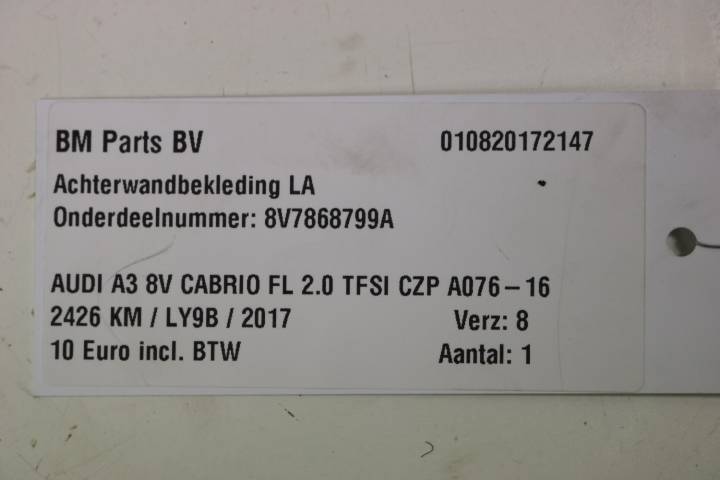 BM Parts BV 010820172147
Achterwandbekleding LA
Onderdeelnummer: 8V7868799A
AUDI A3 8V CABRIO FL 2.0 TFSI CZP A076-16
2426 KM / LY9B / 2017 Verz: 8
10 Euro incl. BTW Aantal: 1